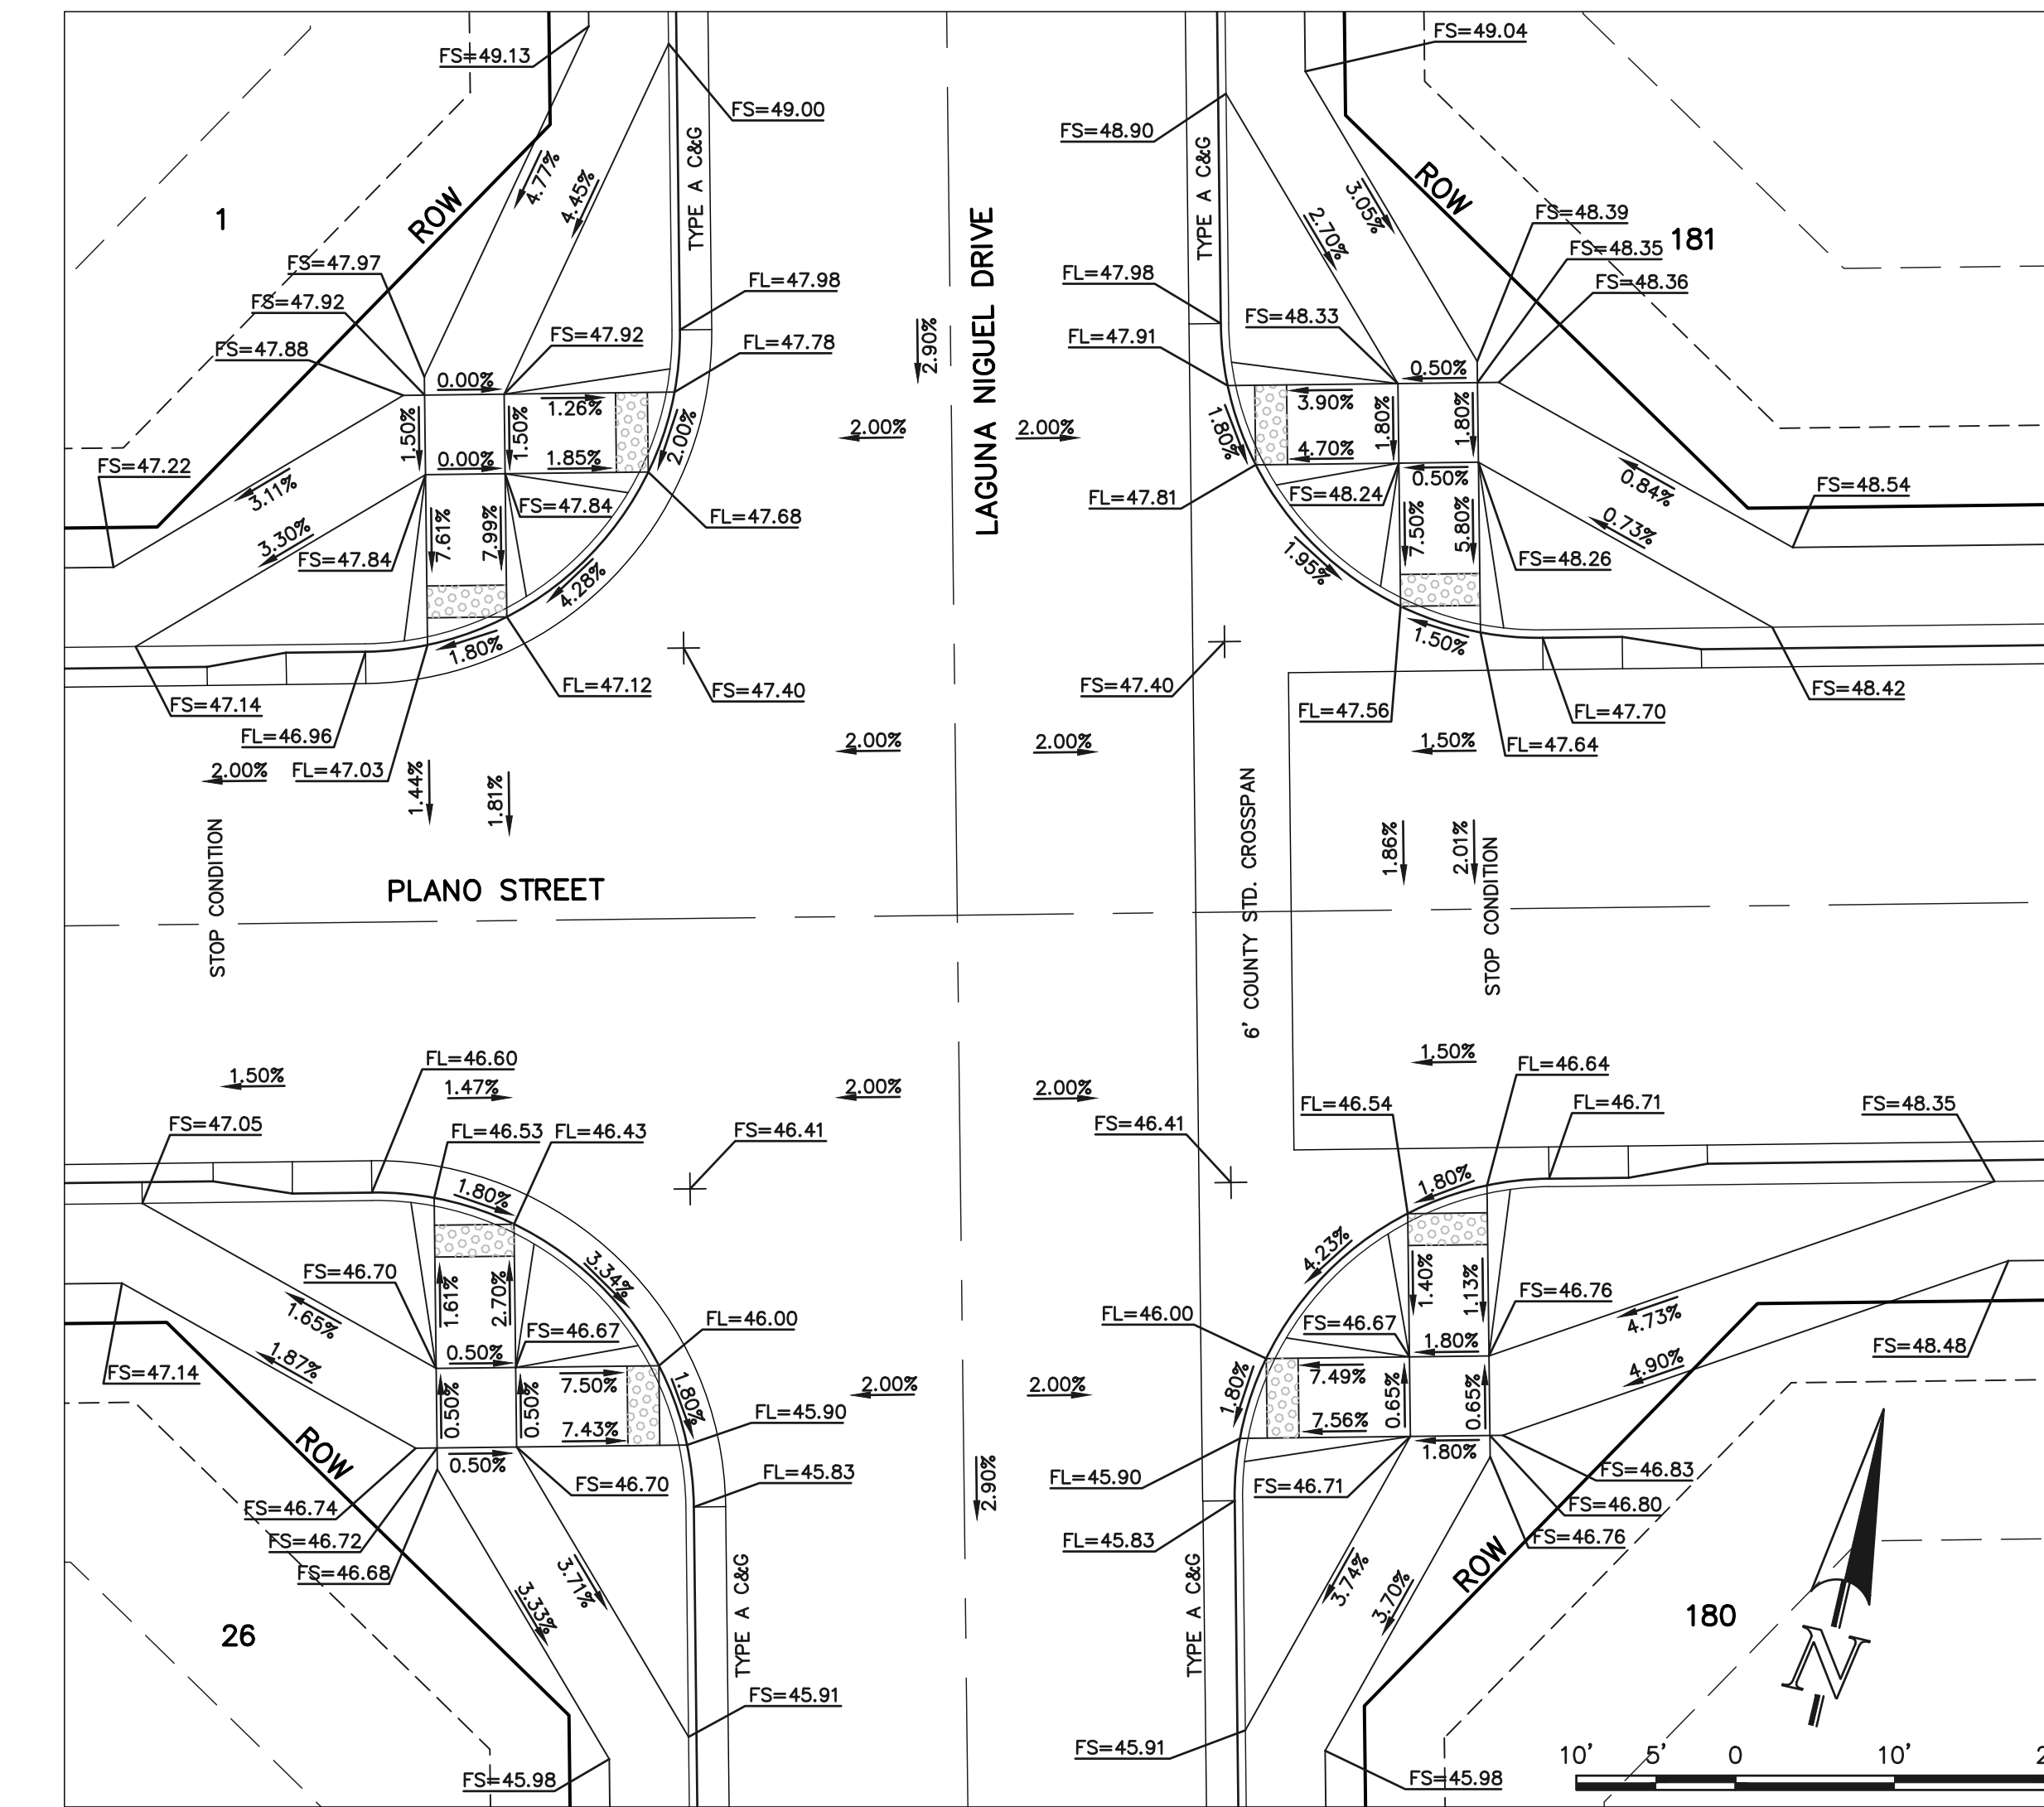 FS=49.13
FS=49.04
FS=49.00
FS=48.90
TYPE A C&G
TYPE A C&G
4.77%
4.45%
ROW
ROW
1
181
LAGUNA NIGUEL DRIVE
3.05%
2.70%
FS=48.39
FS=48.35
FS=48.36
FS=47.97
FS=47.92
FS=47.88
FL=47.98
FL=47.98
FS=47.92
FL=47.78
2.90%
FL=47.91
FS=48.33
0.00%
1.26%
1.50%
1.50%
0.00%
1.85%
2.00%
2.00%
2.00%
1.80%
0.50%
3.90%
1.80%
1.80%
4.70%
0.50%
FS=47.22
3.11%
3.30%
FS=47.84
FS=47.84
7.61%
7.99%
FL=47.68
FL=47.81
FS=48.24
7.50%
5.80%
0.84%
0.73%
FS=48.54
FS=48.26
4.28%
1.95%
1.80%
1.50%
FS=47.14
FL=46.96
FL=47.03
FL=47.12
FS=47.40
FS=47.40
FL=47.56
FL=47.70
FL=47.64
FS=48.42
2.00%
1.44%
1.81%
2.00%
2.00%
1.50%
STOP CONDITION
PLANO STREET
6' COUNTY STD. CROSSPAN
1.86%
2.01%
STOP CONDITION
1.50%
1.50%
FL=46.60
1.47%
2.00%
2.00%
FS=47.05
FL=46.53
FL=46.43
FS=46.41
FS=46.41
FL=46.54
FL=46.64
FL=46.71
FS=48.35
1.80%
1.80%
3.34%
4.23%
FS=46.70
1.61%
2.70%
1.65%
1.87%
FS=46.67
0.50%
FL=46.00
FL=46.00
FS=46.67
1.40%
1.13%
FS=46.76
1.80%
4.73%
4.90%
FS=48.48
FS=47.14
0.50%
0.50%
7.50%
7.43%
0.50%
1.80%
2.00%
2.00%
1.80%
7.49%
7.56%
0.65%
0.65%
1.80%
ROW
FS=46.74
FS=46.72
FS=46.68
FS=46.70
FL=45.90
FL=45.83
2.90%
FL=45.90
FL=45.83
FS=46.71
FS=46.83
FS=46.80
FS=46.76
ROW
3.33%
3.71%
3.74%
3.70%
TYPE A C&G
TYPE A C&G
26
180
N
FS=45.91
FS=45.98
FS=45.91
FS=45.98
10' 5' 0 10'